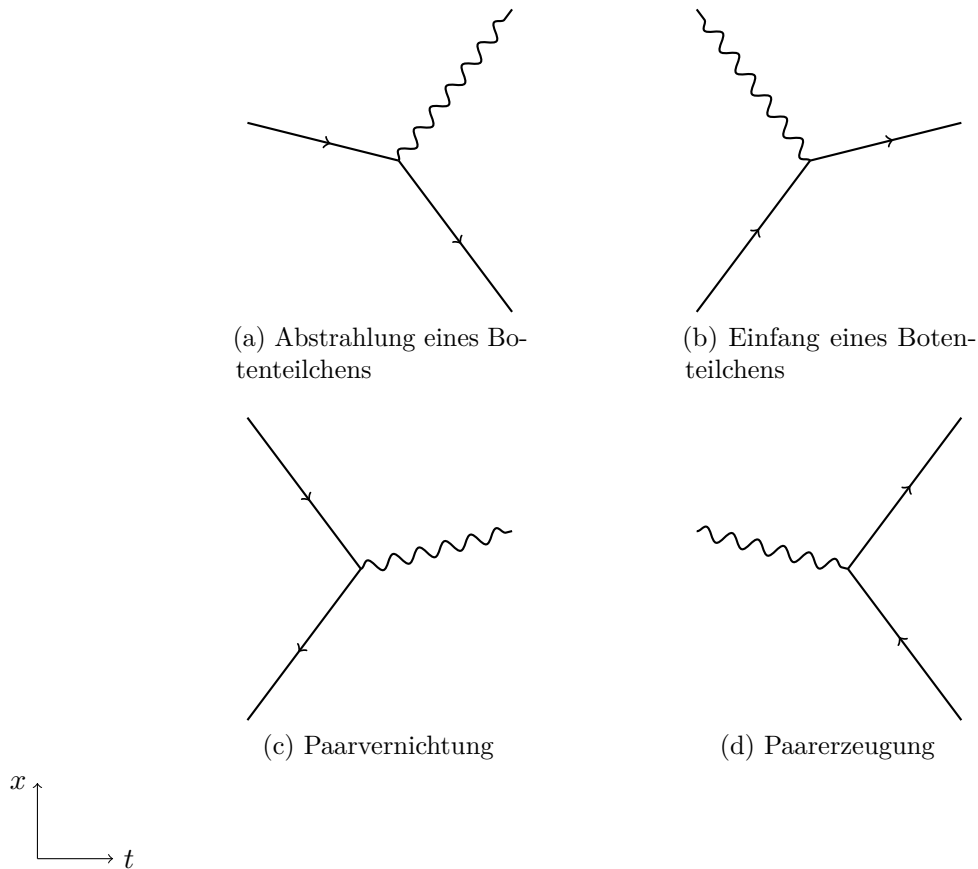 (a) Abstrahlung eines Bo-
tenteilchens
(b) Einfang eines Boten-
teilchens
(c) Paarvernichtung
(d) Paarerzeugung
x
t